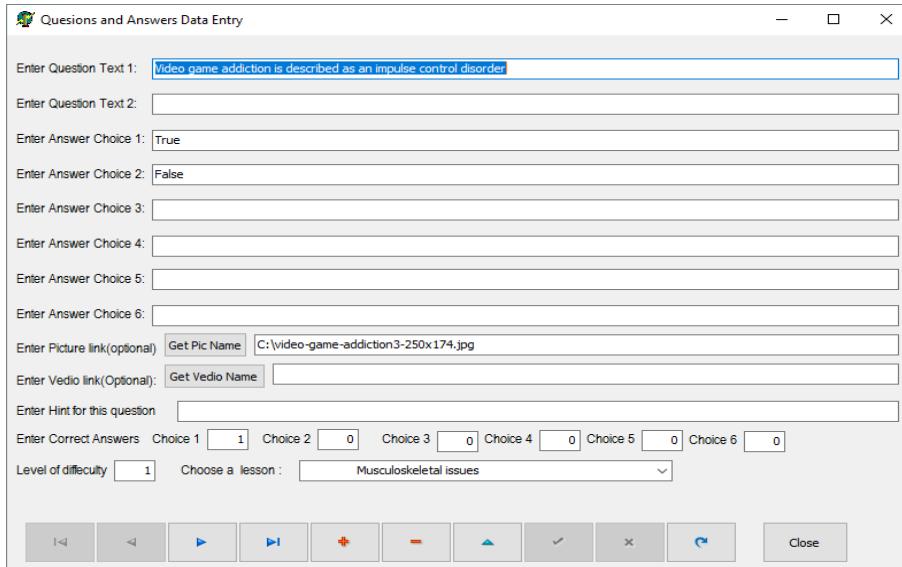 Quesions and Answers Data Entry
Enter Question Text 1: Video game addiction is described as an impulse control disorder
Enter Question Text 2:
Enter Answer Choice 1: True
Enter Answer Choice 2: False
Enter Answer Choice 3:
Enter Answer Choice 4:
Enter Answer Choice 5:
Enter Answer Choice 6:
Enter Picture link(optional) Get Pic Name C:\video-game-addiction3-250x174.jpg
Enter Vedio link(Optional): Get Vedio Name
Enter Hint for this question
Enter Correct Answers Choice 1 1 Choice 2 0 Choice 3 0 Choice 4 0 Choice 5 0 Choice 6 0
Level of diffeculty 1 Choose a lesson : Musculoskeletal issues
Close